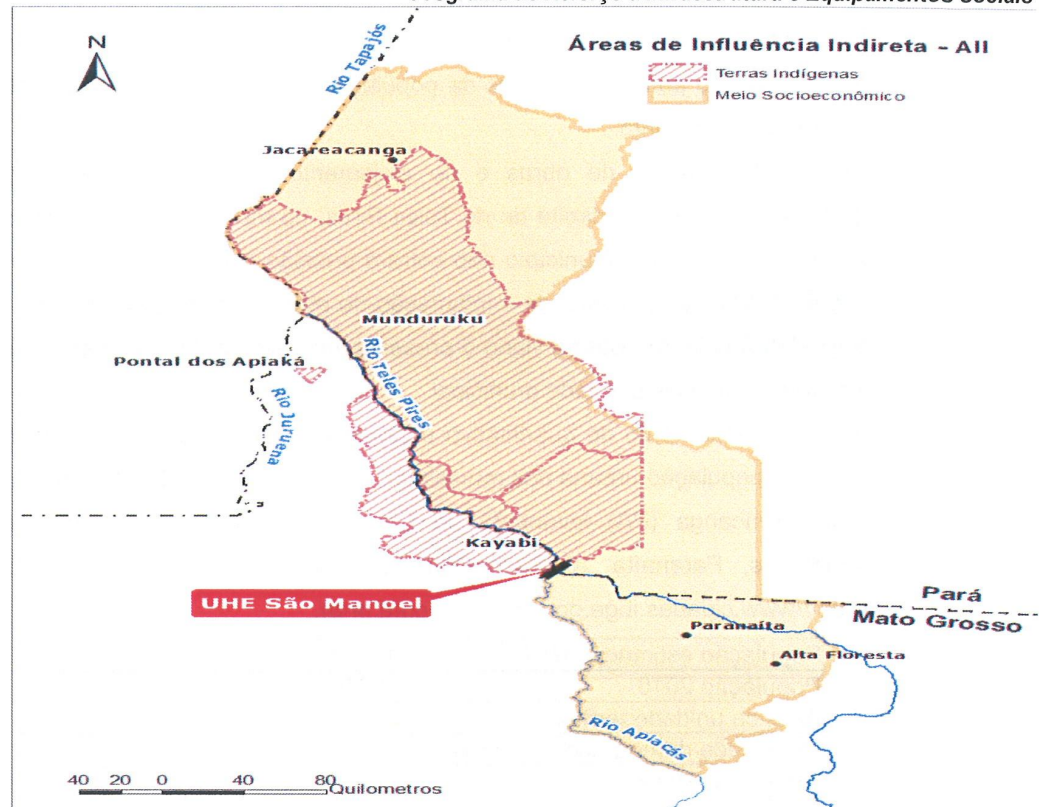 e Equipamentos Sociais
N
Áreas de Influência Indireta - AII
Terras Indígenas
Meio Socioeconômico
Rio Tapajós
Jacareacanga
Munduruku
Pontal dos Apiaká
Rio Teles Pires
Rio Juruena
Kayabi
UHE São Manoel
Pará
Mato Grosso
Paranaíta
Alta Floresta
Rio Apiacás
40 20 0 40 80 Quilometros